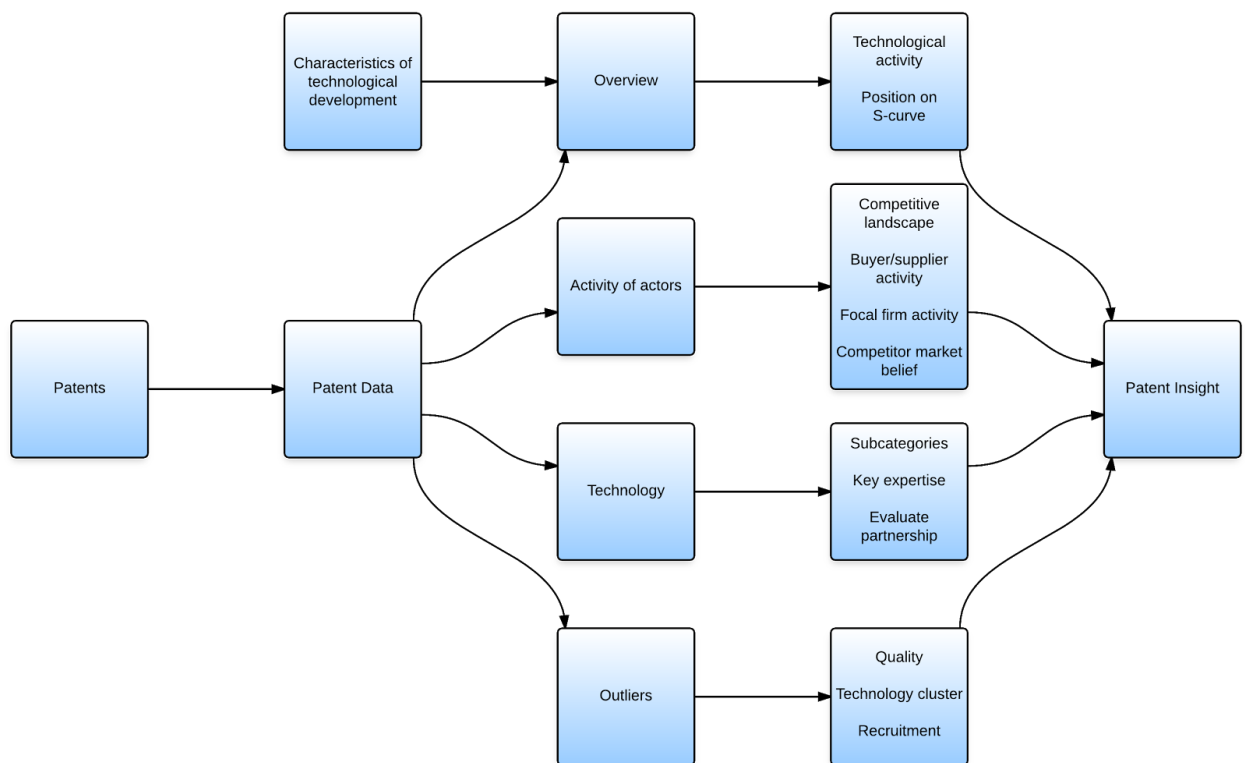 Characteristics of
technological
development
Overview
Technological
activity
Position on
S-curve
Activity of actors
Competitive
landscape
Buyer/supplier
activity
Focal firm activity
Competitor market
belief
Patents
Patent Data
Patent Insight
Technology
Subcategories
Key expertise
Evaluate
partnership
Outliers
Quality
Technology cluster
Recruitment